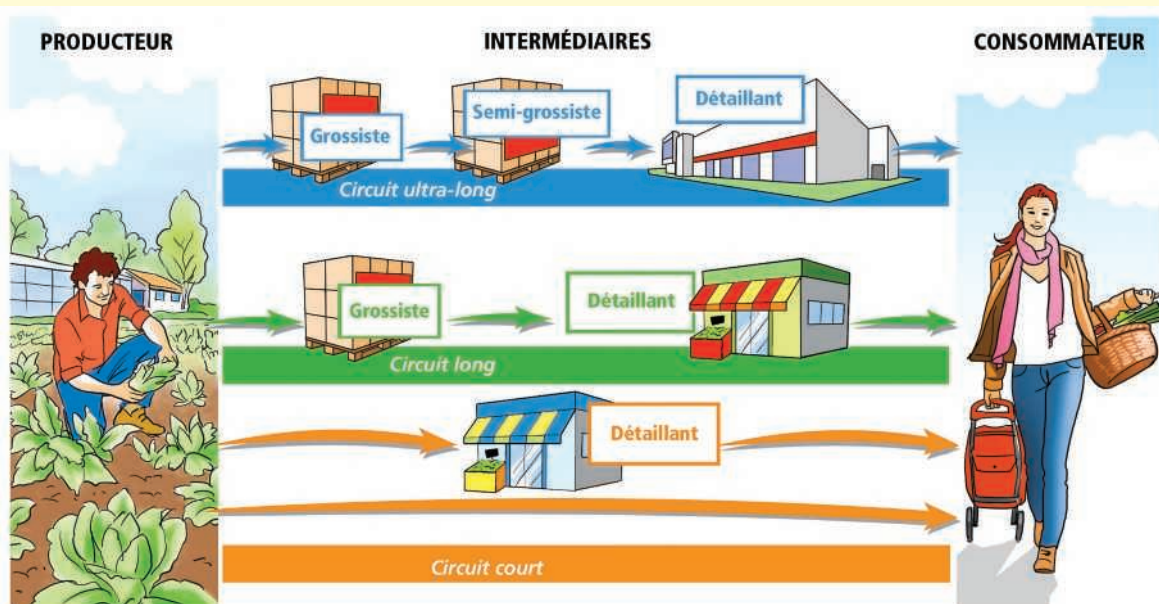 PRODUCTEUR
INTERMÉDIAIRES
CONSOMMATEUR
Grossiste
Semi-grossiste
Détaillant
Circuit ultra-long
Grossiste
Détaillant
Circuit long
Détaillant
Circuit court